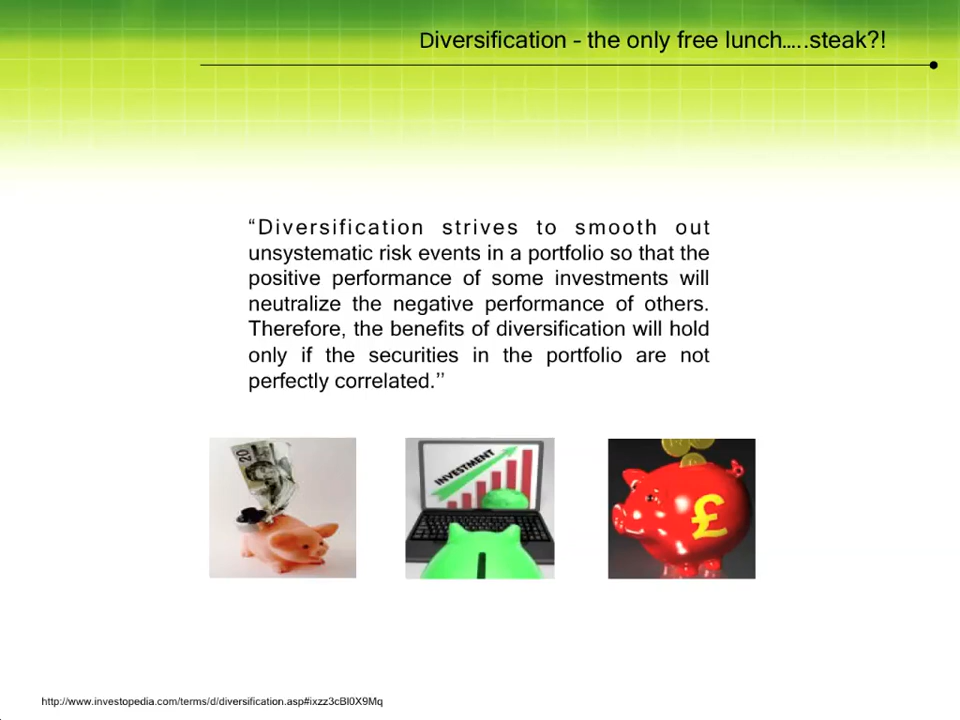 Diversification - the only free lunch.....steak?!
“Diversification strives to smooth out
unsystematic risk events in a portfolio so that the
positive performance of some investments will
neutralize the negative performance of others.
Therefore, the benefits of diversification will hold
only if the securities in the portfolio are not
perfectly correlated.’’
20
INVESTMENT
£
http://www.investopedia.com/terms/d/diversification.asp#ixzz3cBl0X9Mq